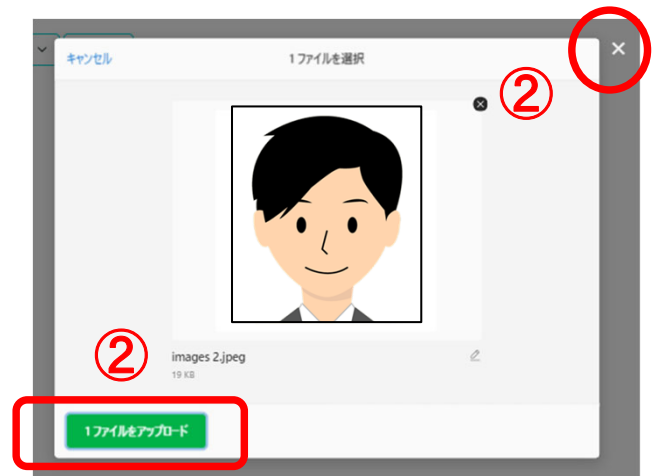 キャンセル
1 ファイルを選択
②
②
images 2.jpeg
19 KB
1 ファイルをアップロード